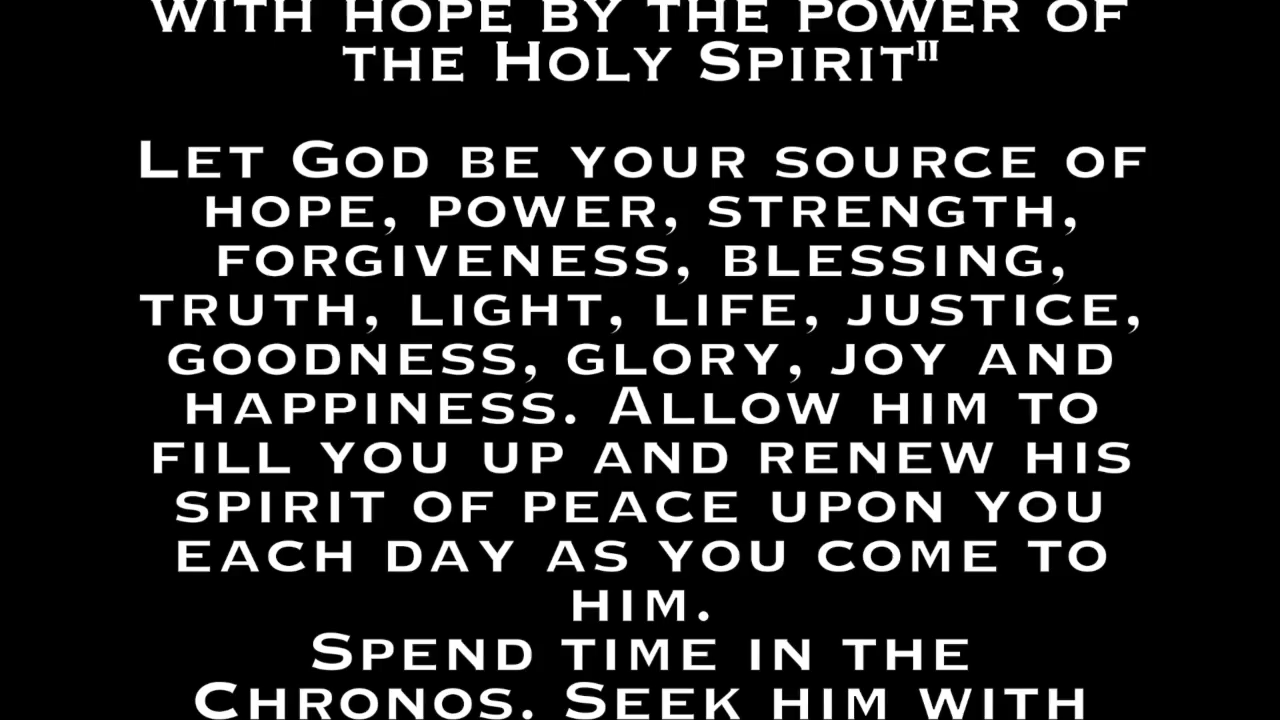 WITH HOPE BY THE POWER OF
THE HOLY SPIRIT"
LET GOD BE YOUR SOURCE OF
HOPE, POWER, STRENGTH,
FORGIVENESS, BLESSING,
TRUTH, LIGHT, LIFE, JUSTICE,
GOODNESS, GLORY, JOY AND
HAPPINESS. ALLOW HIM TO
FILL YOU UP AND RENEW HIS
SPIRIT OF PEACE UPON YOU
EACH DAY AS YOU COME TO
HIM.
SPEND TIME IN THE
CHRONOS. SEEK HIM WITH